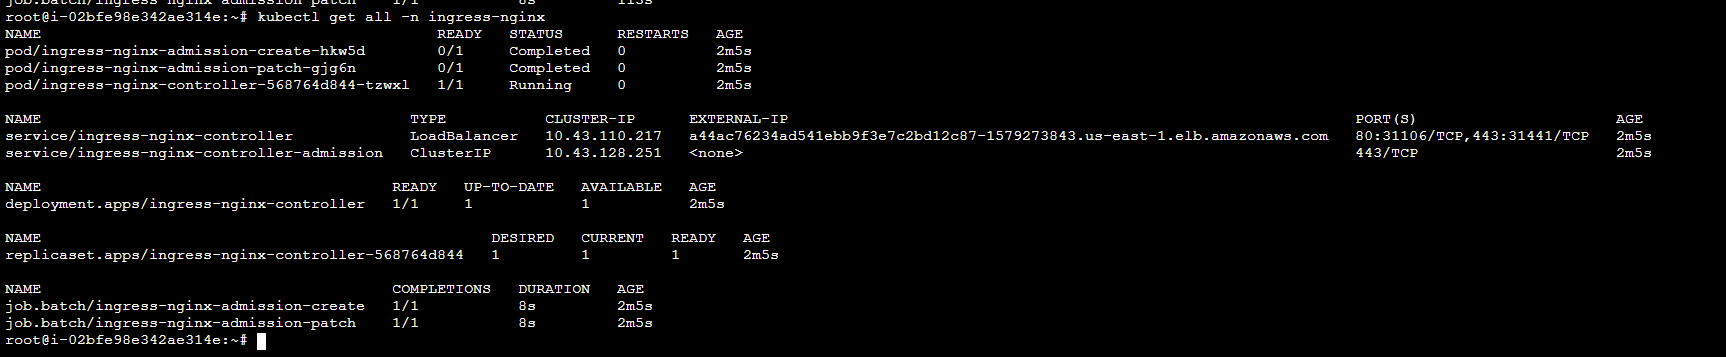 job.batch/ingress-nginx-admission-patch 1/1 8s 113s
root@i-02bfe98e342ae314e:~# kubectl get all -n ingress-nginx
NAME READY STATUS RESTARTS AGE
pod/ingress-nginx-admission-create-hkw5d 0/1 Completed 0 2m5s
pod/ingress-nginx-admission-patch-gjg6n 0/1 Completed 0 2m5s
pod/ingress-nginx-controller-568764d844-tzwxl 1/1 Running 0 2m5s
NAME TYPE CLUSTER-IP EXTERNAL-IP PORT(S) AGE
service/ingress-nginx-controller LoadBalancer 10.43.110.217 a44ac76234ad541ebb9f3e7c2bd12c87-1579273843.us-east-1.elb.amazonaws.com 80:31106/TCP,443:31441/TCP 2m5s
service/ingress-nginx-controller-admission ClusterIP 10.43.128.251 <none> 443/TCP 2m5s
NAME READY UP-TO-DATE AVAILABLE AGE
deployment.apps/ingress-nginx-controller 1/1 1 1 2m5s
NAME DESIRED CURRENT READY AGE
replicaset.apps/ingress-nginx-controller-568764d844 1 1 1 2m5s
NAME COMPLETIONS DURATION AGE
job.batch/ingress-nginx-admission-create 1/1 8s 2m5s
job.batch/ingress-nginx-admission-patch 1/1 8s 2m5s
root@i-02bfe98e342ae314e:~#